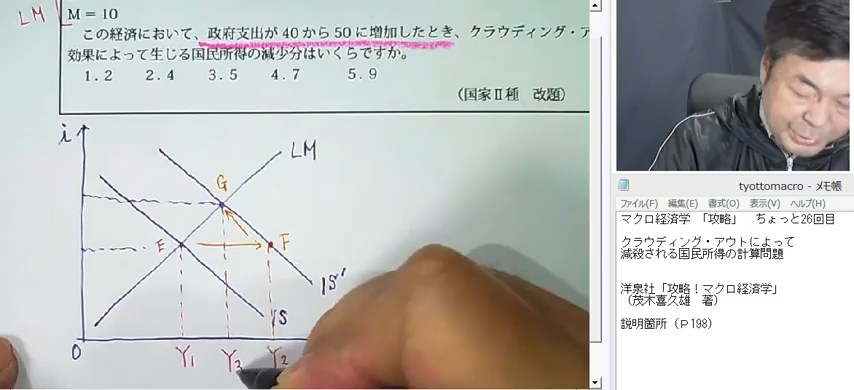 LM
M = 10
この経済において、政府支出が 40 から 50 に増加したとき、クラウディング・ア
効果によって生じる国民所得の減少分はいくらですか。
1. 2　2. 4　3. 5　4. 7　5. 9
(国家Ⅱ種　改題)
i
LM
G
E
F
IS''
IS
0
Y1
Y3
Y2
tyottomacro - メモ帳
ファイル(F)　編集(E)　書式(O)　表示(V)　ヘルプ(H)
マクロ経済学　「攻略」　ちょっと26回目
クラウディング・アウトによって
減殺される国民所得の計算問題
洋泉社「攻略！マクロ経済学」
(茂木喜久雄　著)
説明箇所 (P198)